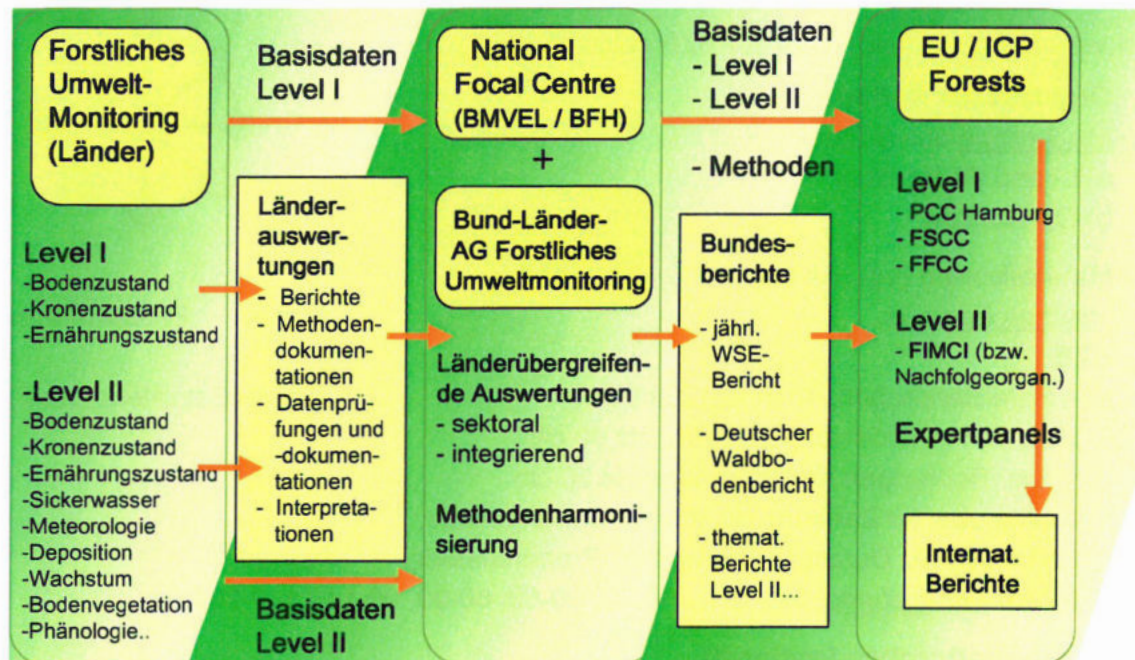 Forstliches
Umwelt-
Monitoring
(Länder)
Level I
-Bodenzustand
-Kronenzustand
-Ernährungszustand
-Level II
-Bodenzustand
-Kronenzustand
-Ernährungszustand
-Sickerwasser
-Meteorologie
-Deposition
-Wachstum
-Bodenvegetation
-Phänologie..
Basisdaten
Level I
Länder-
auswer-
tungen
- Berichte
- Methoden
dokumen-
tationen
- Datenprü-
fungen und
-dokumen-
tationen
- Interpreta-
tionen
Basisdaten
Level II
National
Focal Centre
(BMVEL / BFH)
+
Bund-Länder-
AG Forstliches
Umweltmonitoring
Länderübergreifen-
de Auswertungen
- sektoral
- integrierend
Methodenharmoni-
sierung
Basisdaten
- Level I
- Level II
- Methoden
Bundes-
berichte
- jährl.
WSE-
Bericht
- Deutscher
Waldbo-
denbericht
- themat.
Berichte
Level II...
EU / ICP
Forests
Level I
- PCC Hamburg
- FSCC
- FFCC
Level II
- FIMCI (bzw.
Nachfolgeorgan.)
Expertpanels
Internat.
Berichte